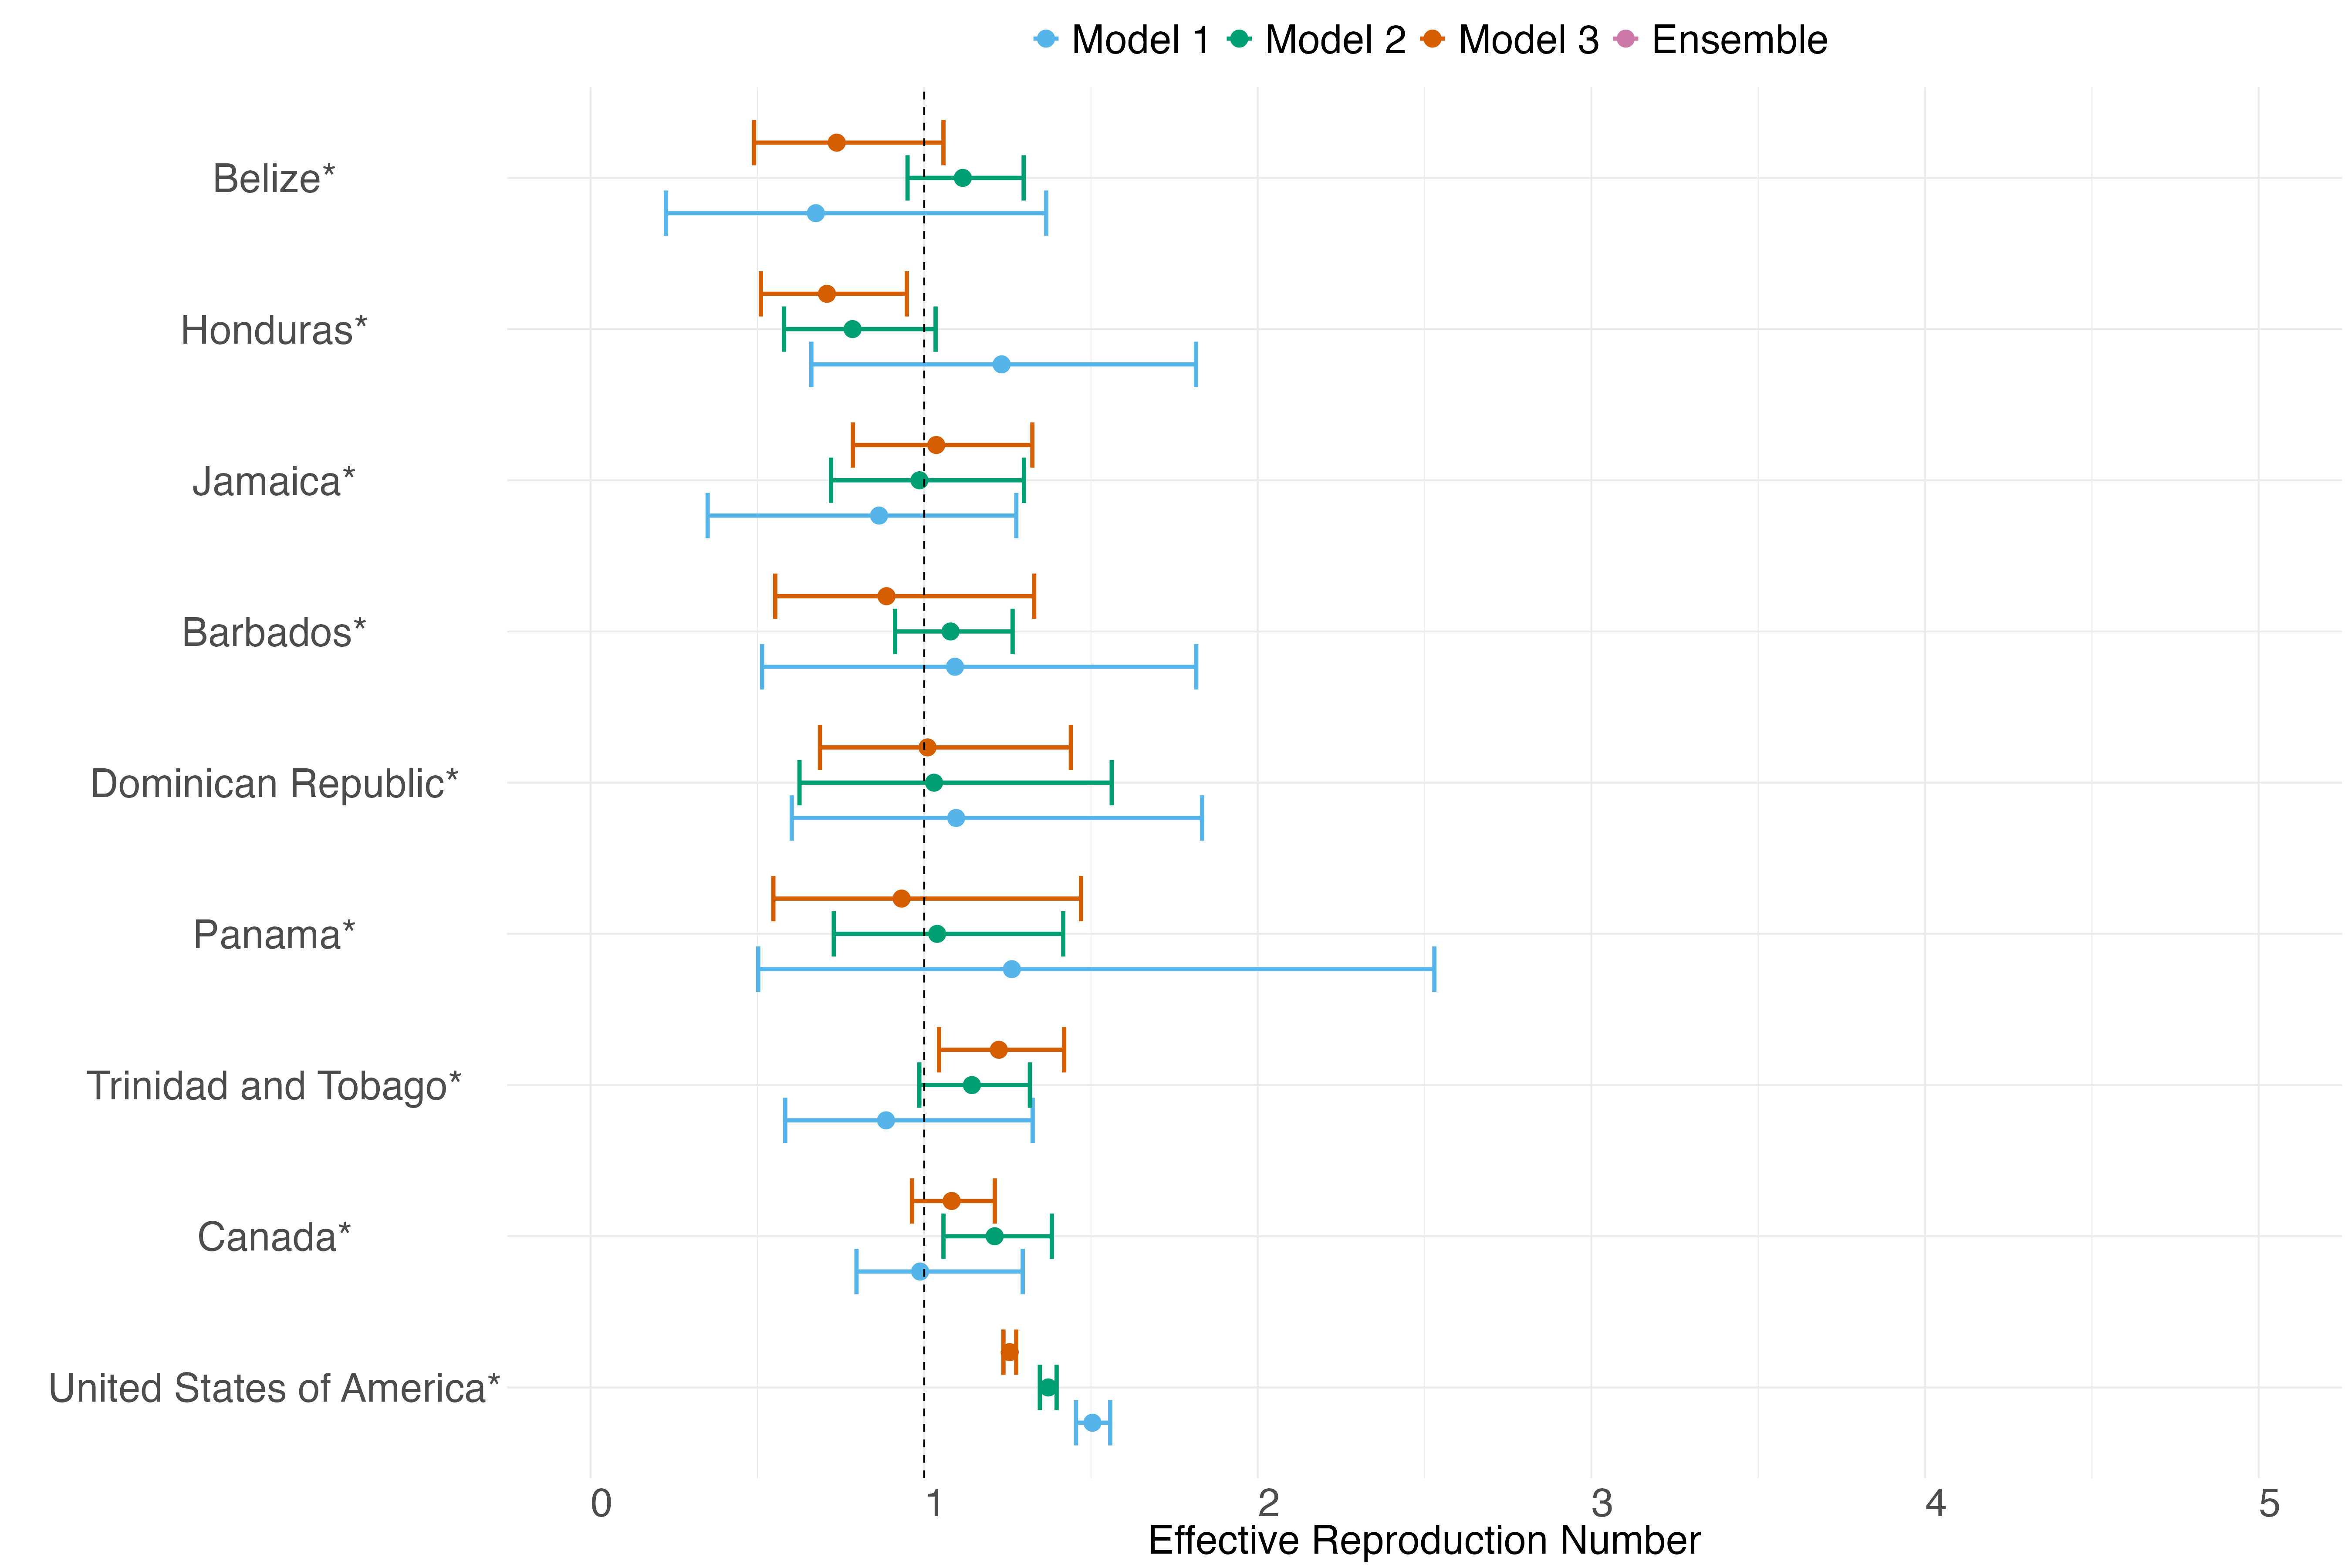 Model 1 Model 2 Model 3 Ensemble
Belize*
Honduras*
Jamaica*
Barbados*
Dominican Republic*
Panama*
Trinidad and Tobago*
Canada*
United States of America*
0 1 2 3 4 5
Effective Reproduction Number